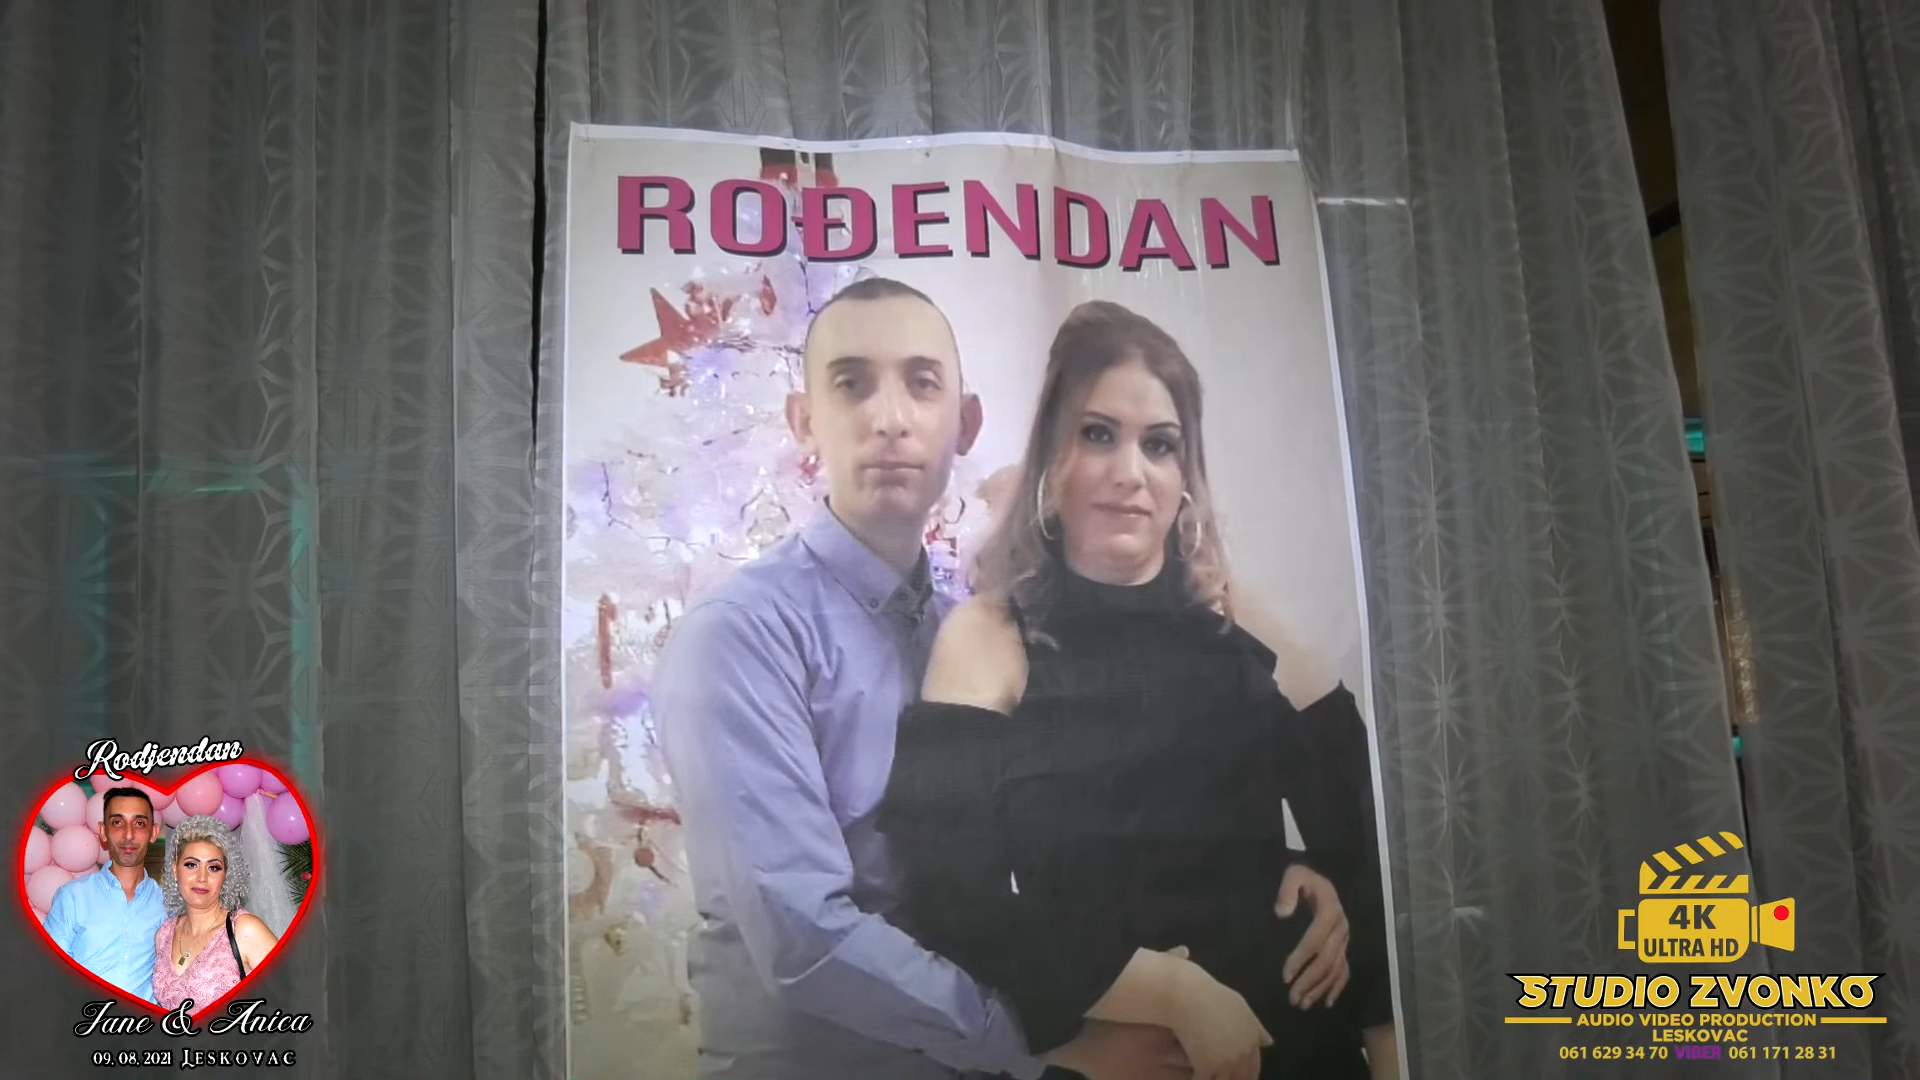 ROĐENDAN
Rodjendan
Jane & Anica
09. 08. 2021 LESKOVAC
4K
ULTRA HD
STUDIO ZVONKO
AUDIO VIDEO PRODUCTION
LESKOVAC
061 629 34 70 VIBER 061 171 28 31